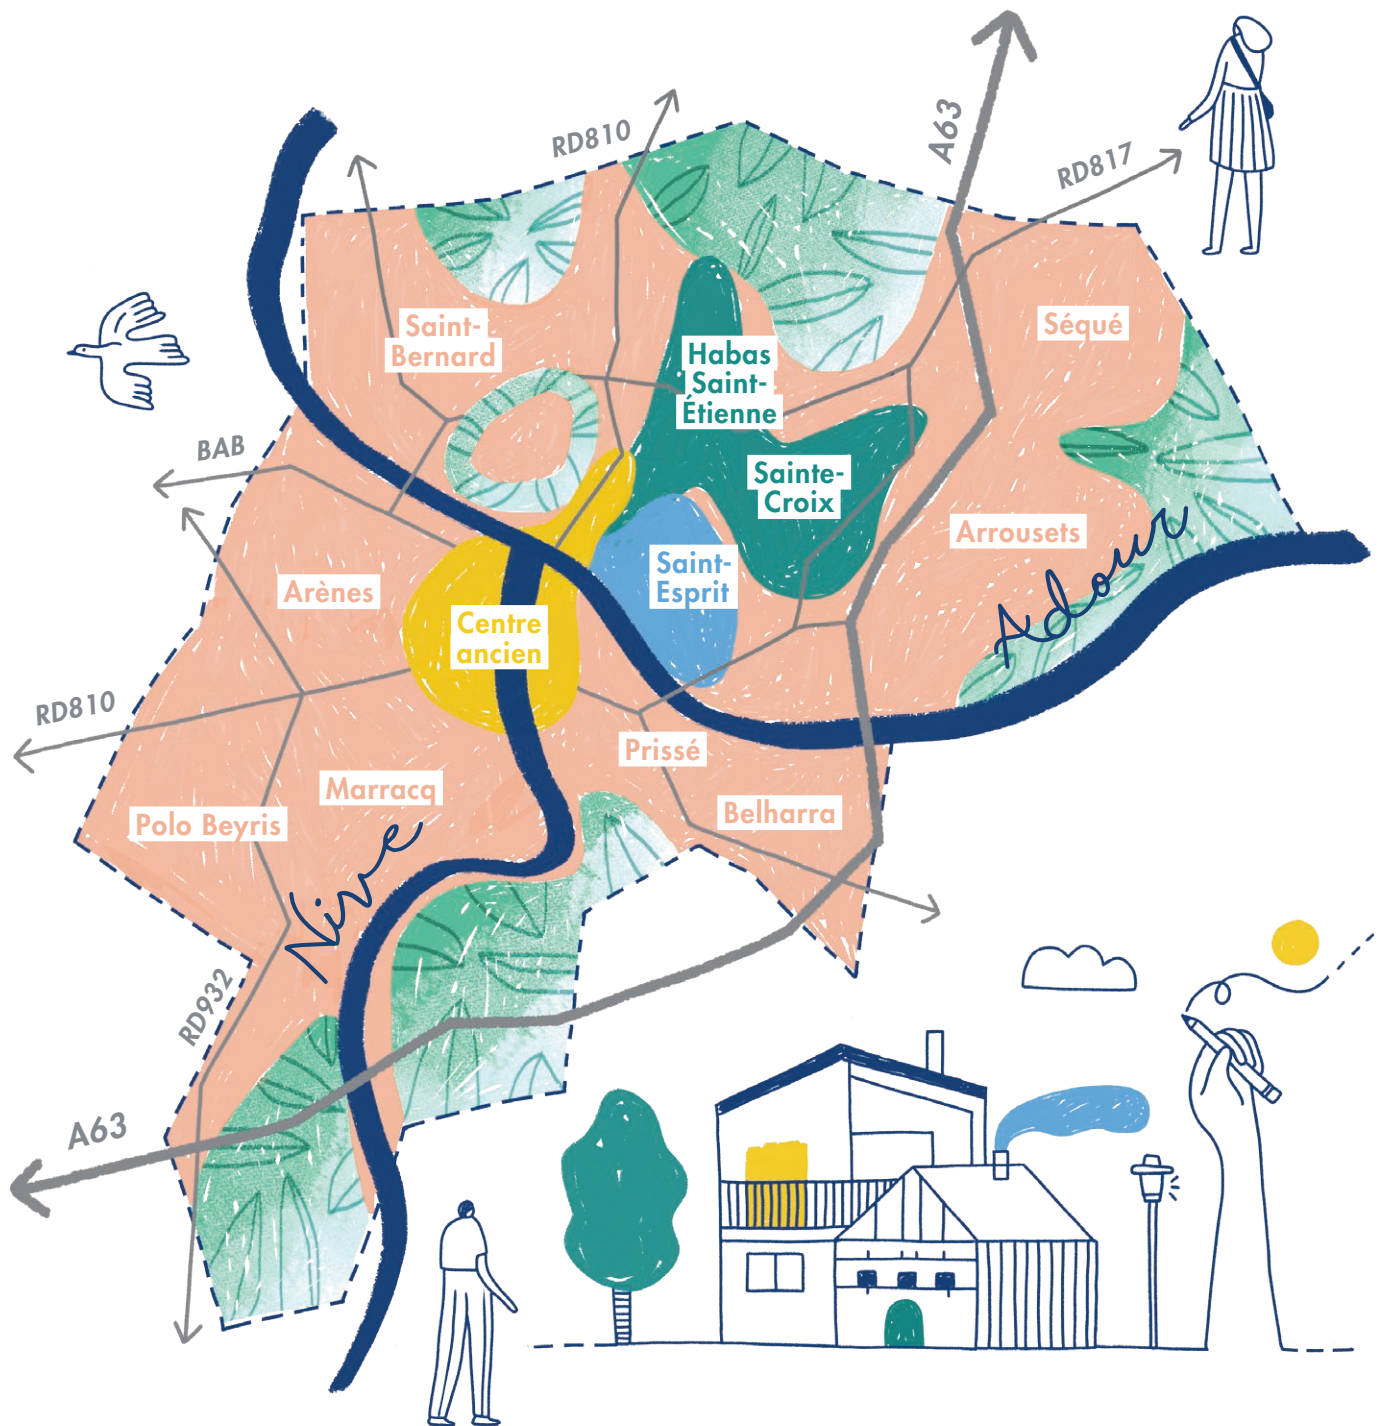 A63
RD810
RD817
Saint-
Bernard
Séqué
Habas
Saint-
Étienne
BAB
Sainte-
Croix
Arrousets
Adour
Saint-
Esprit
Arènes
Centre
ancien
RD810
Prissé
Marracq
Belharra
Polo Beyris
Nive
RD932
A63